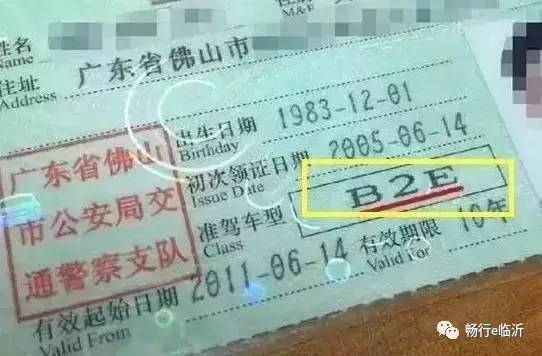 姓名
Name
M&F
住址 广东省佛山市
Address
出生日期 1983-12-01
Birthday
初次领证日期 2005-06-14
Issue Date
准驾车型 B2E
Class
广东省佛山
市公安局交
通警察支队
有效起始日期 2011-06-14 有效期限 10年
Valid From Valid For
畅行e临沂